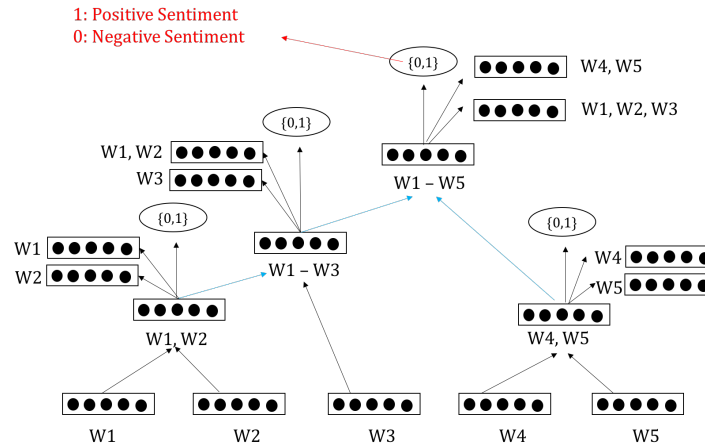 1: Positive Sentiment
0: Negative Sentiment
{0,1}
W4, W5
W1, W2, W3
{0,1}
W1, W2
W3
W1 – W5
{0,1}
{0,1}
W1
W2
W1 – W3
W4
W5
W1, W2
W4, W5
W1
W2
W3
W4
W5